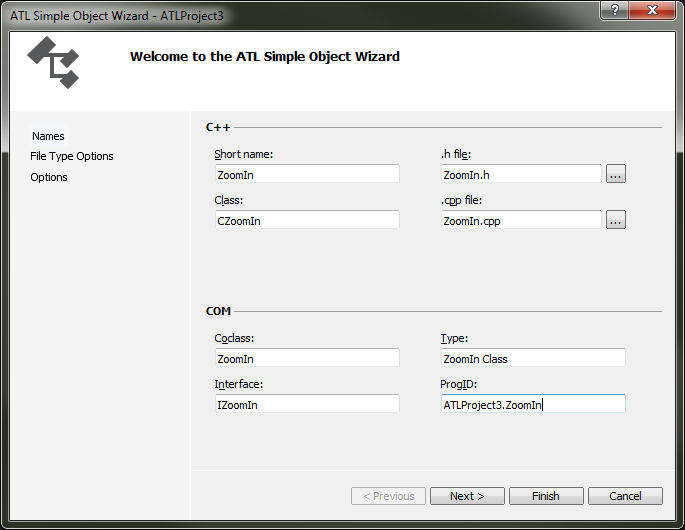 ATL Simple Object Wizard - ATLProject3
?
Welcome to the ATL Simple Object Wizard
Names
File Type Options
Options
C++
Short name:
.h file:
ZoomIn
ZoomIn.h
...
Class:
.cpp file:
CZoomIn
ZoomIn.cpp
...
COM
Coclass:
Type:
ZoomIn
ZoomIn Class
Interface:
ProgID:
IZoomIn
ATLProject3.ZoomIn
< Previous
Next >
Finish
Cancel